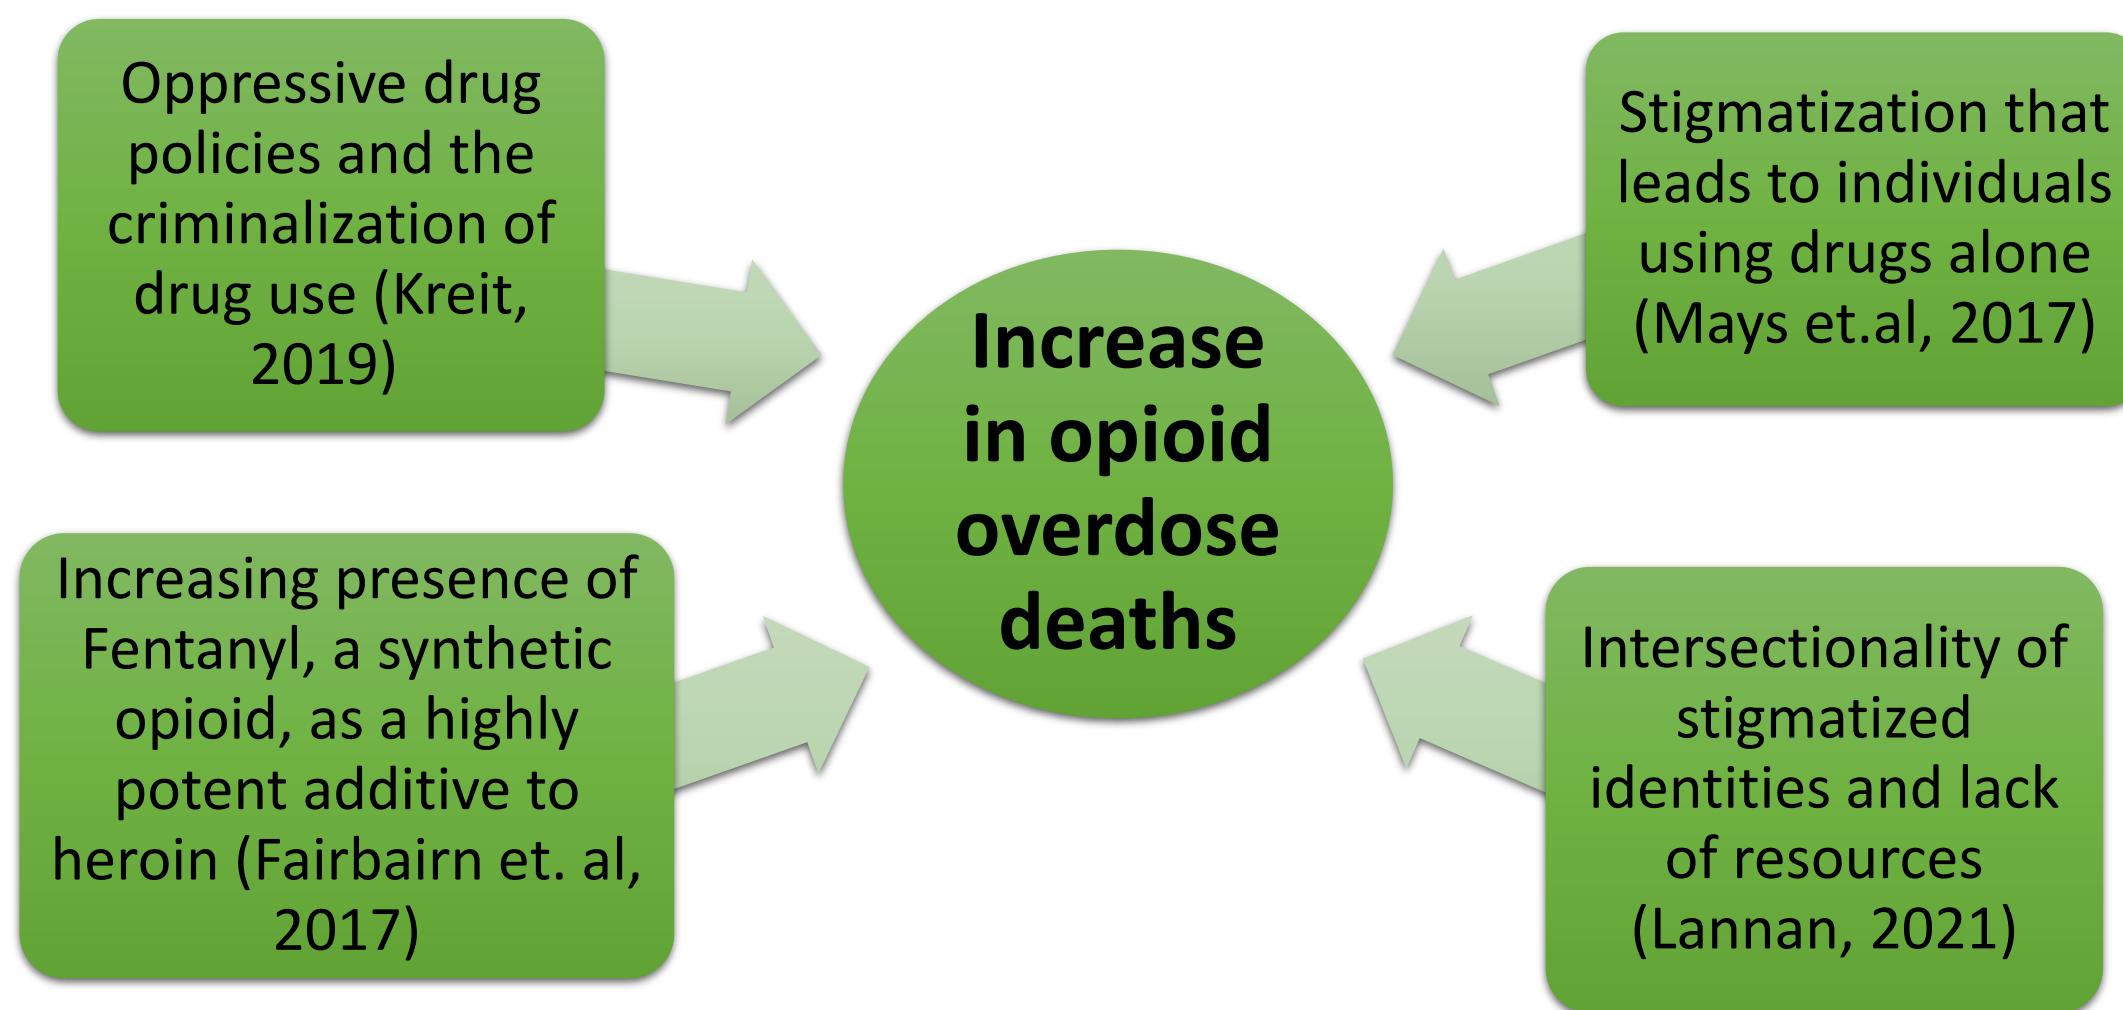 Oppressive drug
policies and the
criminalization of
drug use (Kreit,
2019)
Stigmatization that
leads to individuals
using drugs alone
(Mays et.al, 2017)
Increase
in opioid
overdose
deaths
Increasing presence of
Fentanyl, a synthetic
opioid, as a highly
potent additive to
heroin (Fairbairn et. al,
2017)
Intersectionality of
stigmatized
identities and lack
of resources
(Lannan, 2021)